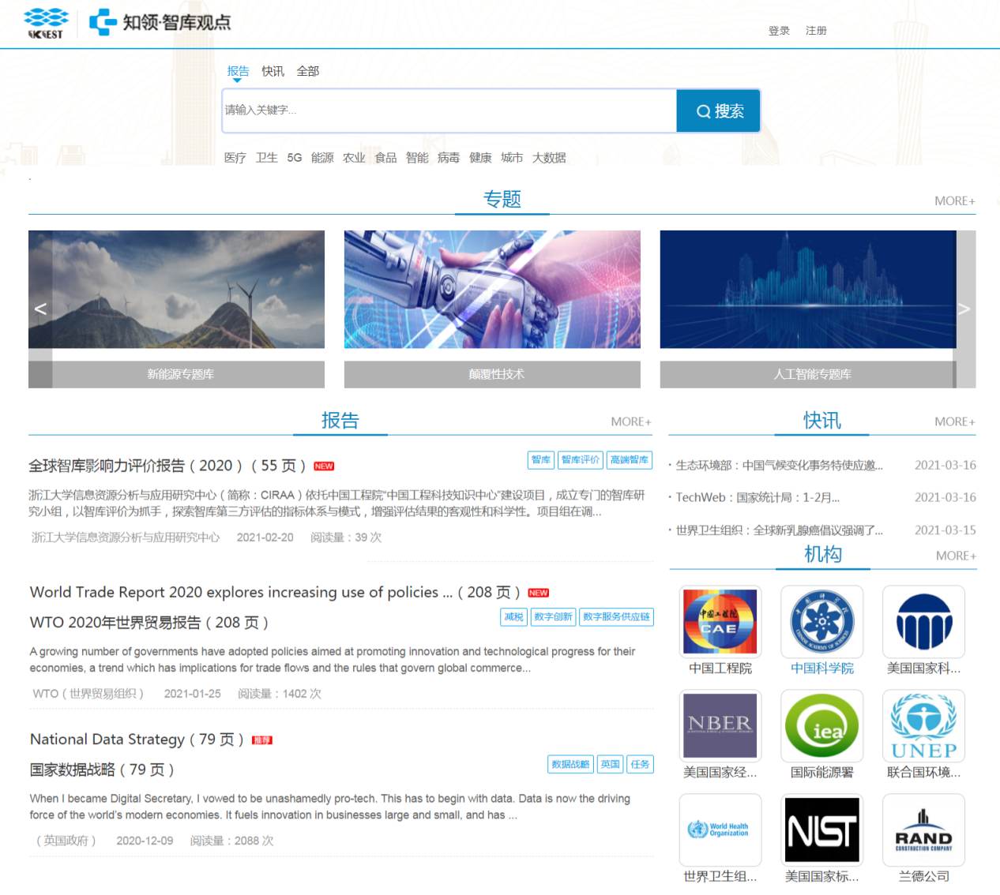 IKCEST
知领·智库观点
登录 注册
报告 快讯 全部
请输入关键字...
搜索
医疗 卫生 5G 能源 农业 食品 智能 病毒 健康 城市 大数据
专题
MORE+
< >
新能源专题库
颠覆性技术
人工智能专题库
报告
MORE+
全球智库影响力评价报告（2020）（55 页） NEW
智库 智库评价 高端智库
浙江大学信息资源分析与应用研究中心（简称：CIRAA）依托中国工程院“中国工程科技知识中心”建设项目，成立专门的智库研
究小组，以智库评价为抓手，探索智库第三方评估的指标体系与模式，增强评估结果的客观性和科学性。项目组在调...
浙江大学信息资源分析与应用研究中心 2021-02-20 阅读量：39 次
World Trade Report 2020 explores increasing use of policies ...（208 页） NEW
WTO 2020年世界贸易报告（208 页）
减税 数字创新 数字服务供应链
A growing number of governments have adopted policies aimed at promoting innovation and technological progress for their
economies, a trend which has implications for trade flows and the rules that govern global commerce...
WTO（世界贸易组织） 2021-01-25 阅读量：1402 次
National Data Strategy（79 页） 推荐
国家数据战略（79 页）
数据战略 英国 任务
When I became Digital Secretary, I vowed to be unashamedly pro-tech. This has to begin with data. Data is now the driving
force of the world's modern economies. It fuels innovation in businesses large and small, and has ...
（英国政府） 2020-12-09 阅读量：2088 次
快讯
MORE+
· 生态环境部：中国气候变化事务特使应邀... 2021-03-16
· TechWeb：国家统计局：1-2月... 2021-03-16
· 世界卫生组织：全球新乳腺癌倡议强调了... 2021-03-15
机构
MORE+
中国工程院
CAE
中国科学院
CHINESE ACADEMY OF SCIENCES
中国工程院 中国科学院 美国国家科...
NBER
NATIONAL BUREAU OF ECONOMIC RESEARCH
iea
UNEP
美国国家经... 国际能源署 联合国环境...
World Health
Organization
NIST
RAND
CONSTRUCTION COMPANY
世界卫生组... 美国国家标... 兰德公司